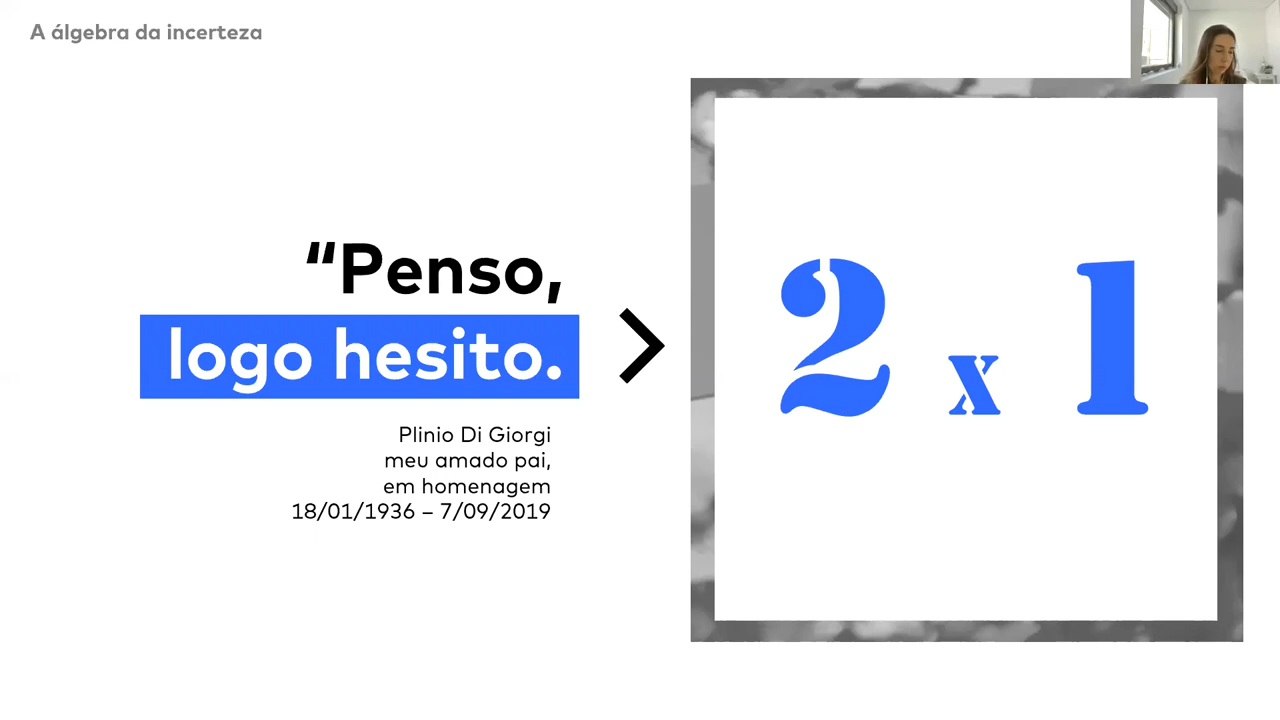 A álgebra da incerteza
“Penso,
logo hesito.
Plinio Di Giorgi
meu amado pai,
em homenagem
18/01/1936 – 7/09/2019
2 x 1